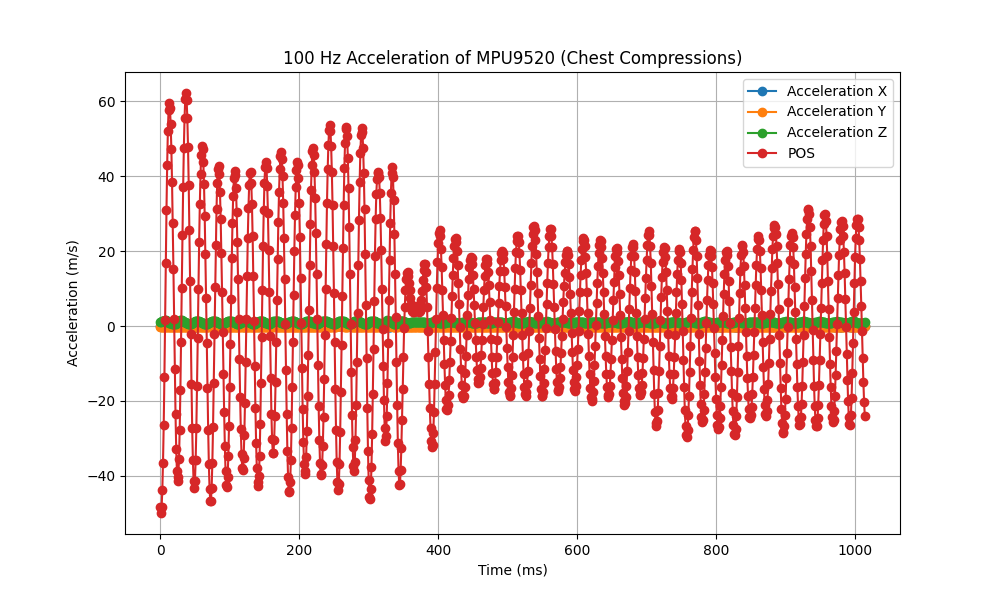 100 Hz Acceleration of MPU9520 (Chest Compressions)
Acceleration X
Acceleration Y
Acceleration Z
POS
60
40
20
0
−20
−40
Acceleration (m/s)
0 200 400 600 800 1000
Time (ms)